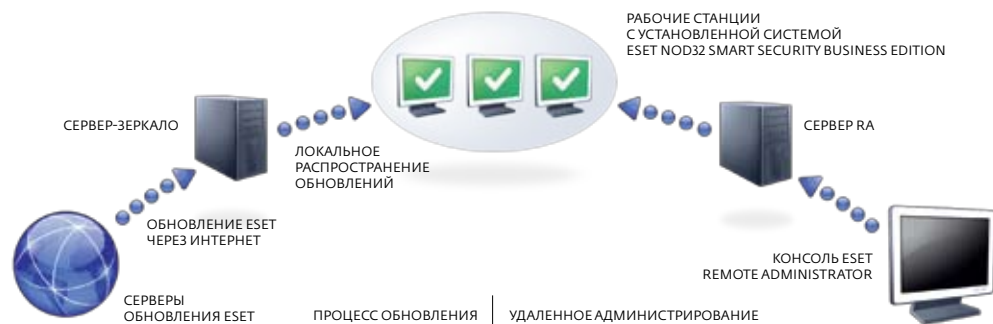 РАБОЧИЕ СТАНЦИИ
С УСТАНОВЛЕННОЙ СИСТЕМОЙ
ESET NOD32 SMART SECURITY BUSINESS EDITION
СЕРВЕР-ЗЕРКАЛО
СЕРВЕР RA
ЛОКАЛЬНОЕ
РАСПРОСТРАНЕНИЕ
ОБНОВЛЕНИЙ
ОБНОВЛЕНИЕ ESET
ЧЕРЕЗ ИНТЕРНЕТ
КОНСОЛЬ ESET
REMOTE ADMINISTRATOR
СЕРВЕРЫ
ОБНОВЛЕНИЯ ESET
ПРОЦЕСС ОБНОВЛЕНИЯ
УДАЛЕННОЕ АДМИНИСТРИРОВАНИЕ